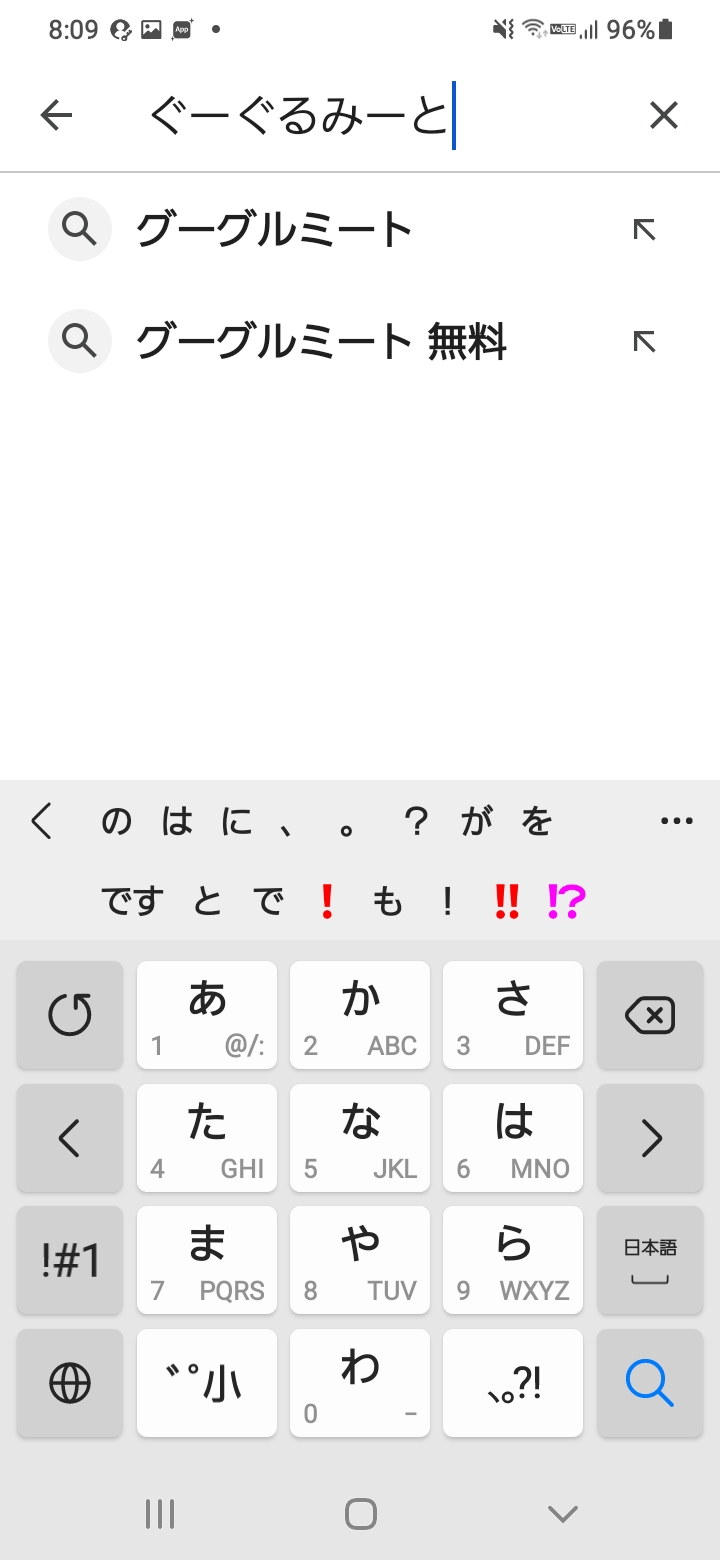 8:09 App VoLTE 96%
ぐーぐるみーと
グーグルミート
グーグルミート 無料
の は に 、 。 ? が を …
です と で ! も ! !! !?
あ か さ
1 @/: 2 ABC 3 DEF
た な は
4 GHI 5 JKL 6 MNO
!#1 ま や ら 日本語
7 PQRS 8 TUV 9 WXYZ
゛゜小 わ 、。?!
0 –